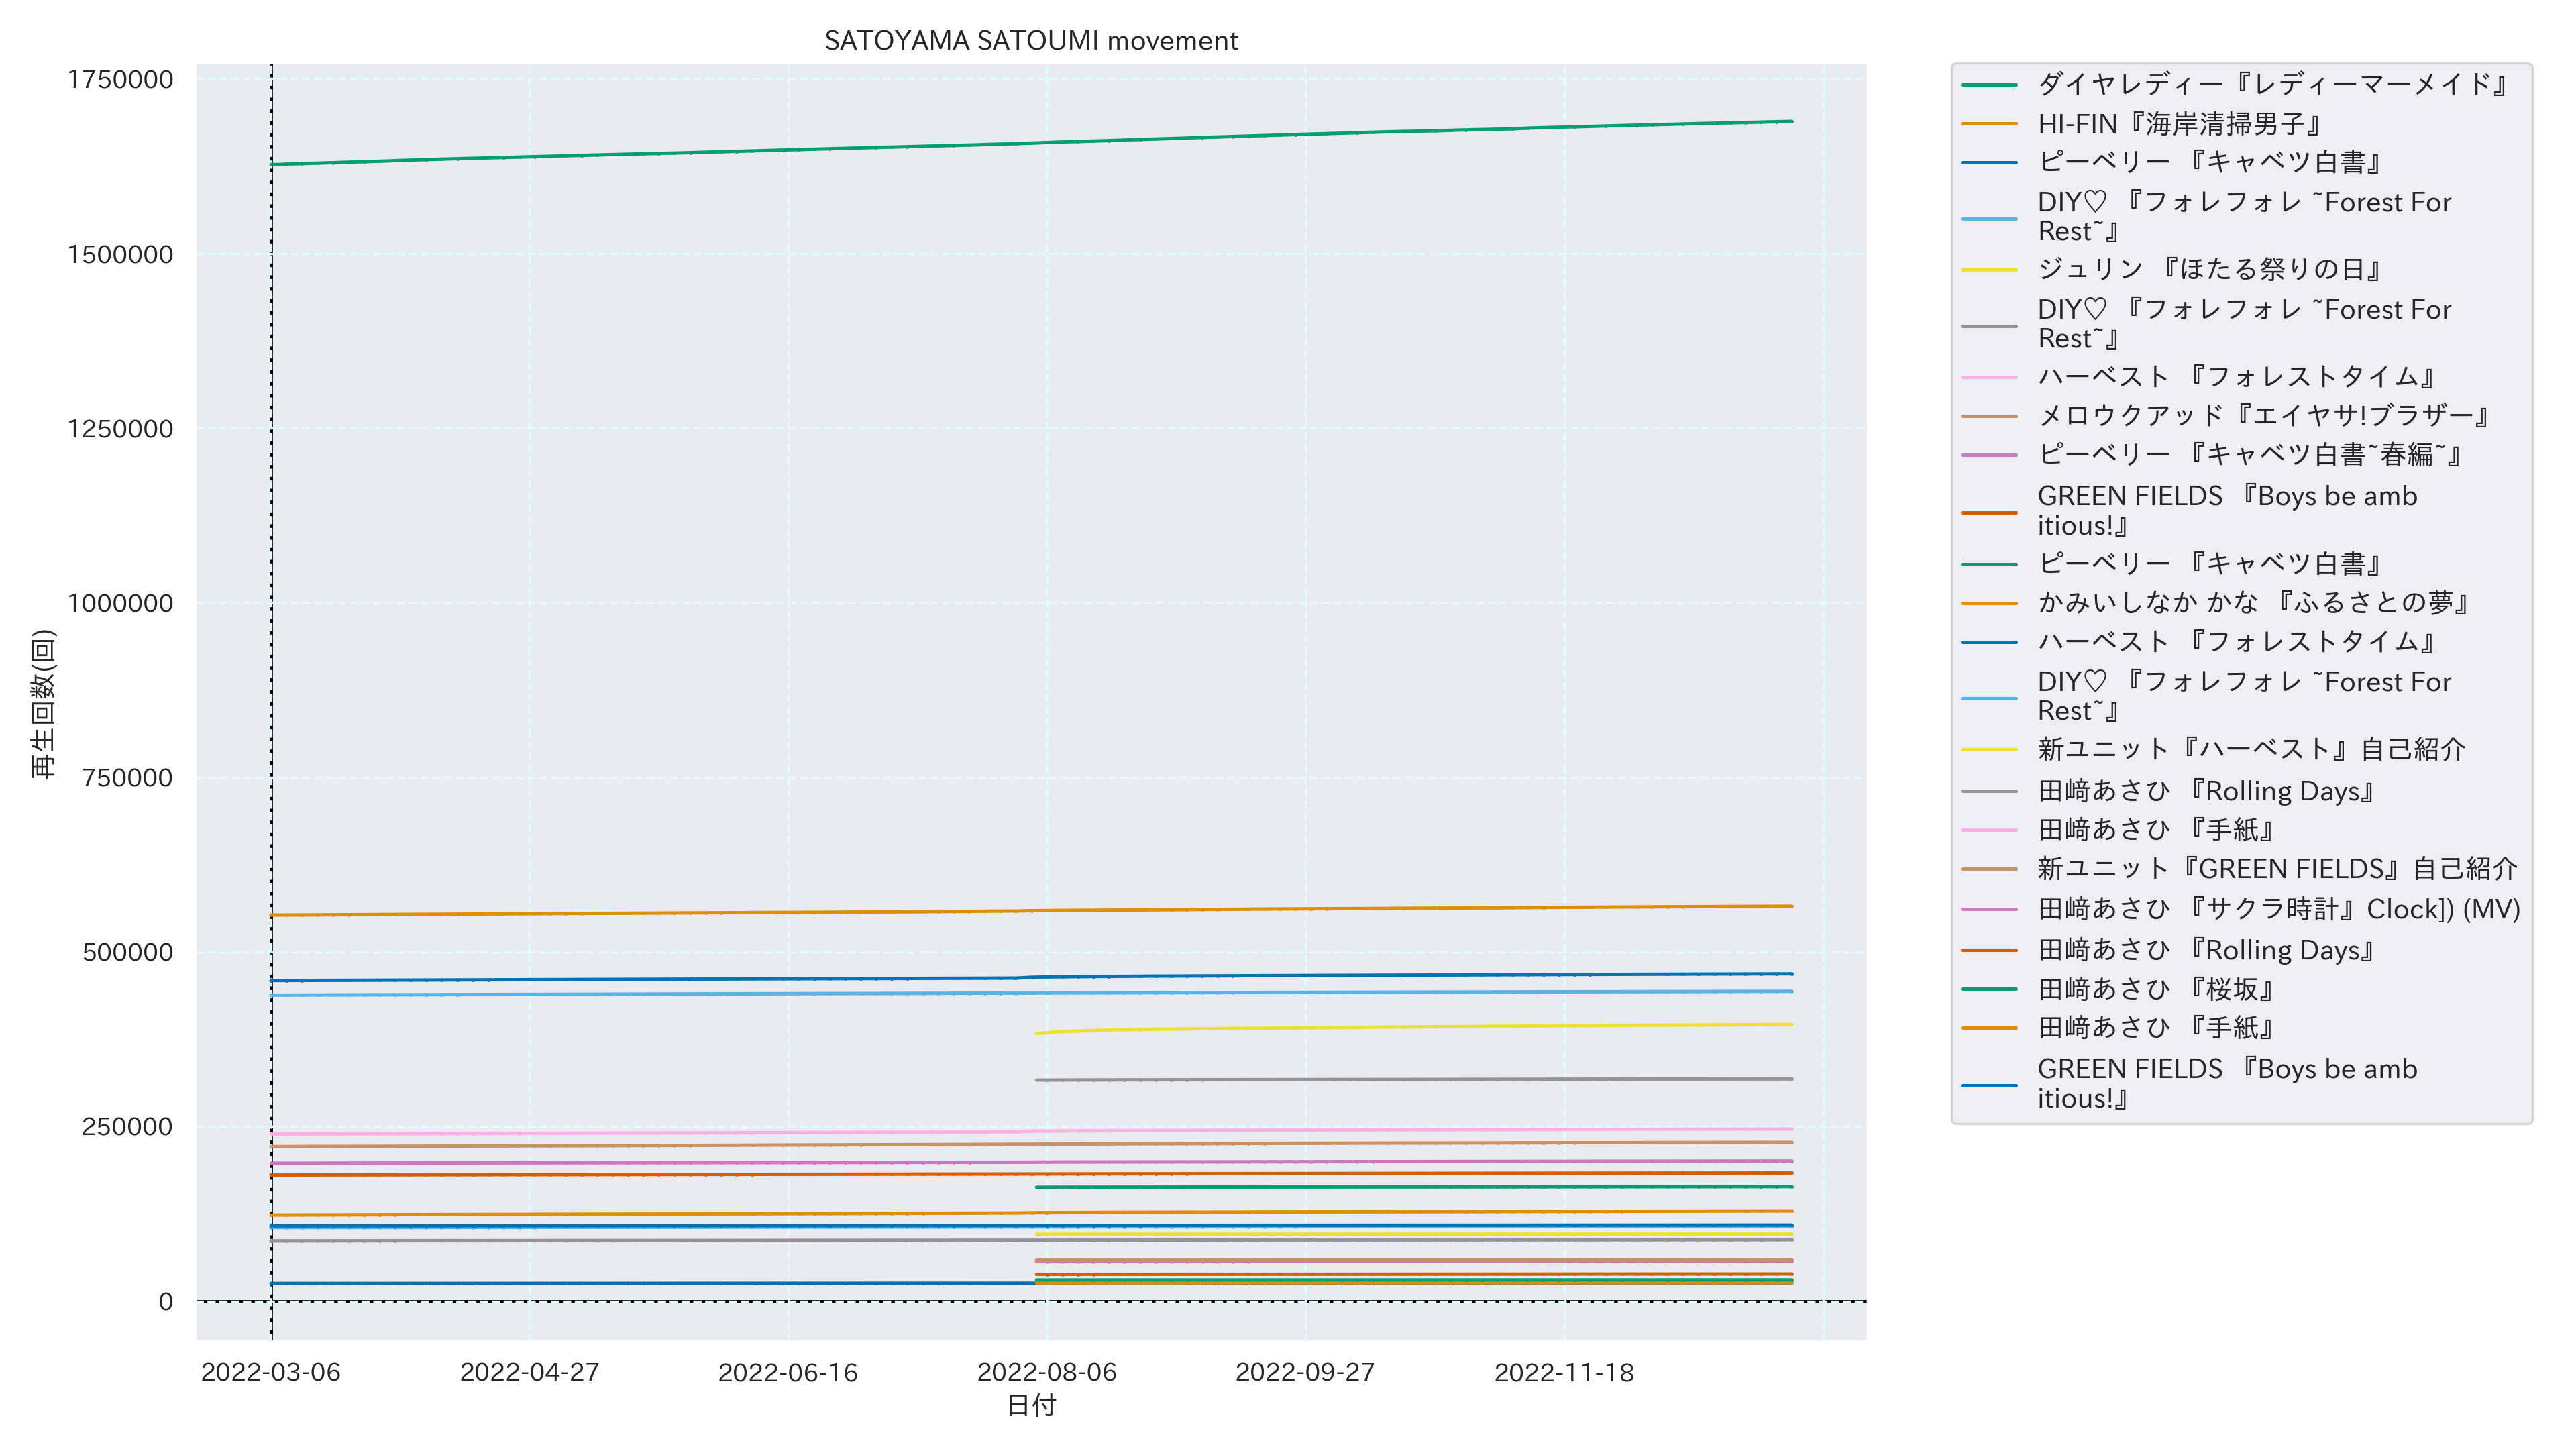 SATOYAMA SATOUMI movement
1750000
1500000
1250000
1000000
750000
500000
250000
0
再生回数(回)
2022-03-06
2022-04-27
2022-06-16
2022-08-06
2022-09-27
2022-11-18
日付
ダイヤレディー『レディーマーメイド』
HI-FIN『海岸清掃男子』
ピーベリー 『キャベツ白書』
DIY♡ 『フォレフォレ ~Forest For
Rest~』
ジュリン 『ほたる祭りの日』
DIY♡ 『フォレフォレ ~Forest For
Rest~』
ハーベスト 『フォレストタイム』
メロウクアッド『エイヤサ!ブラザー』
ピーベリー 『キャベツ白書~春編~』
GREEN FIELDS 『Boys be amb
itious!』
ピーベリー 『キャベツ白書』
かみいしなか かな 『ふるさとの夢』
ハーベスト 『フォレストタイム』
DIY♡ 『フォレフォレ ~Forest For
Rest~』
新ユニット『ハーベスト』自己紹介
田﨑あさひ 『Rolling Days』
田﨑あさひ 『手紙』
新ユニット『GREEN FIELDS』自己紹介
田﨑あさひ 『サクラ時計』Clock]) (MV)
田﨑あさひ 『Rolling Days』
田﨑あさひ 『桜坂』
田﨑あさひ 『手紙』
GREEN FIELDS 『Boys be amb
itious!』